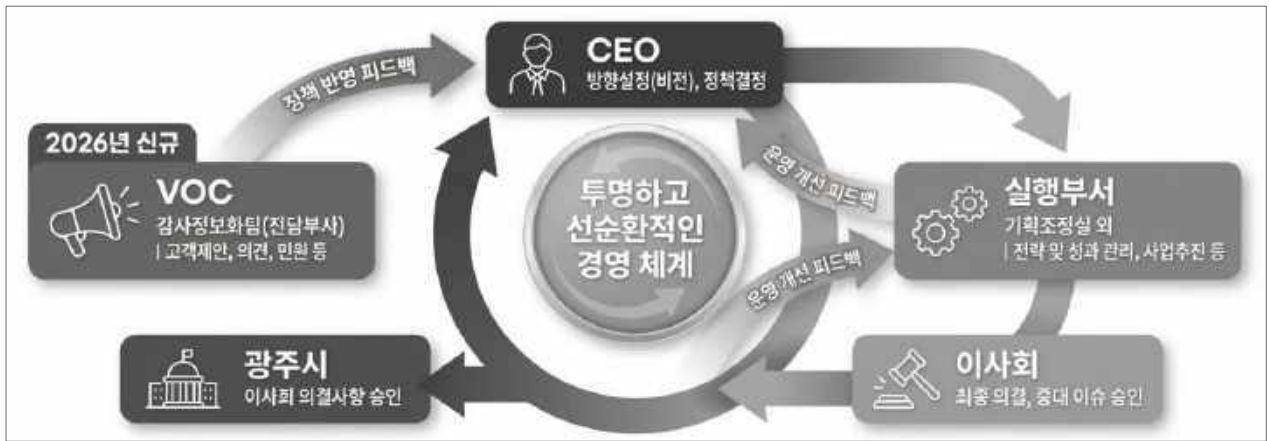 CEO
방향설정(비전), 정책결정
정책 반영 피드백
2026년 신규
VOC
감사정보화팀(전담부사)
| 고객제안, 의견, 민원 등
투명하고
선순환적인
경영 체계
운영 개선 피드백
실행부서
기획조정실 외
| 전략 및 성과 관리, 사업추진 등
운영 개선 피드백
광주시
이사회 의결사항 승인
이사회
최종 의결, 중대 이슈 승인